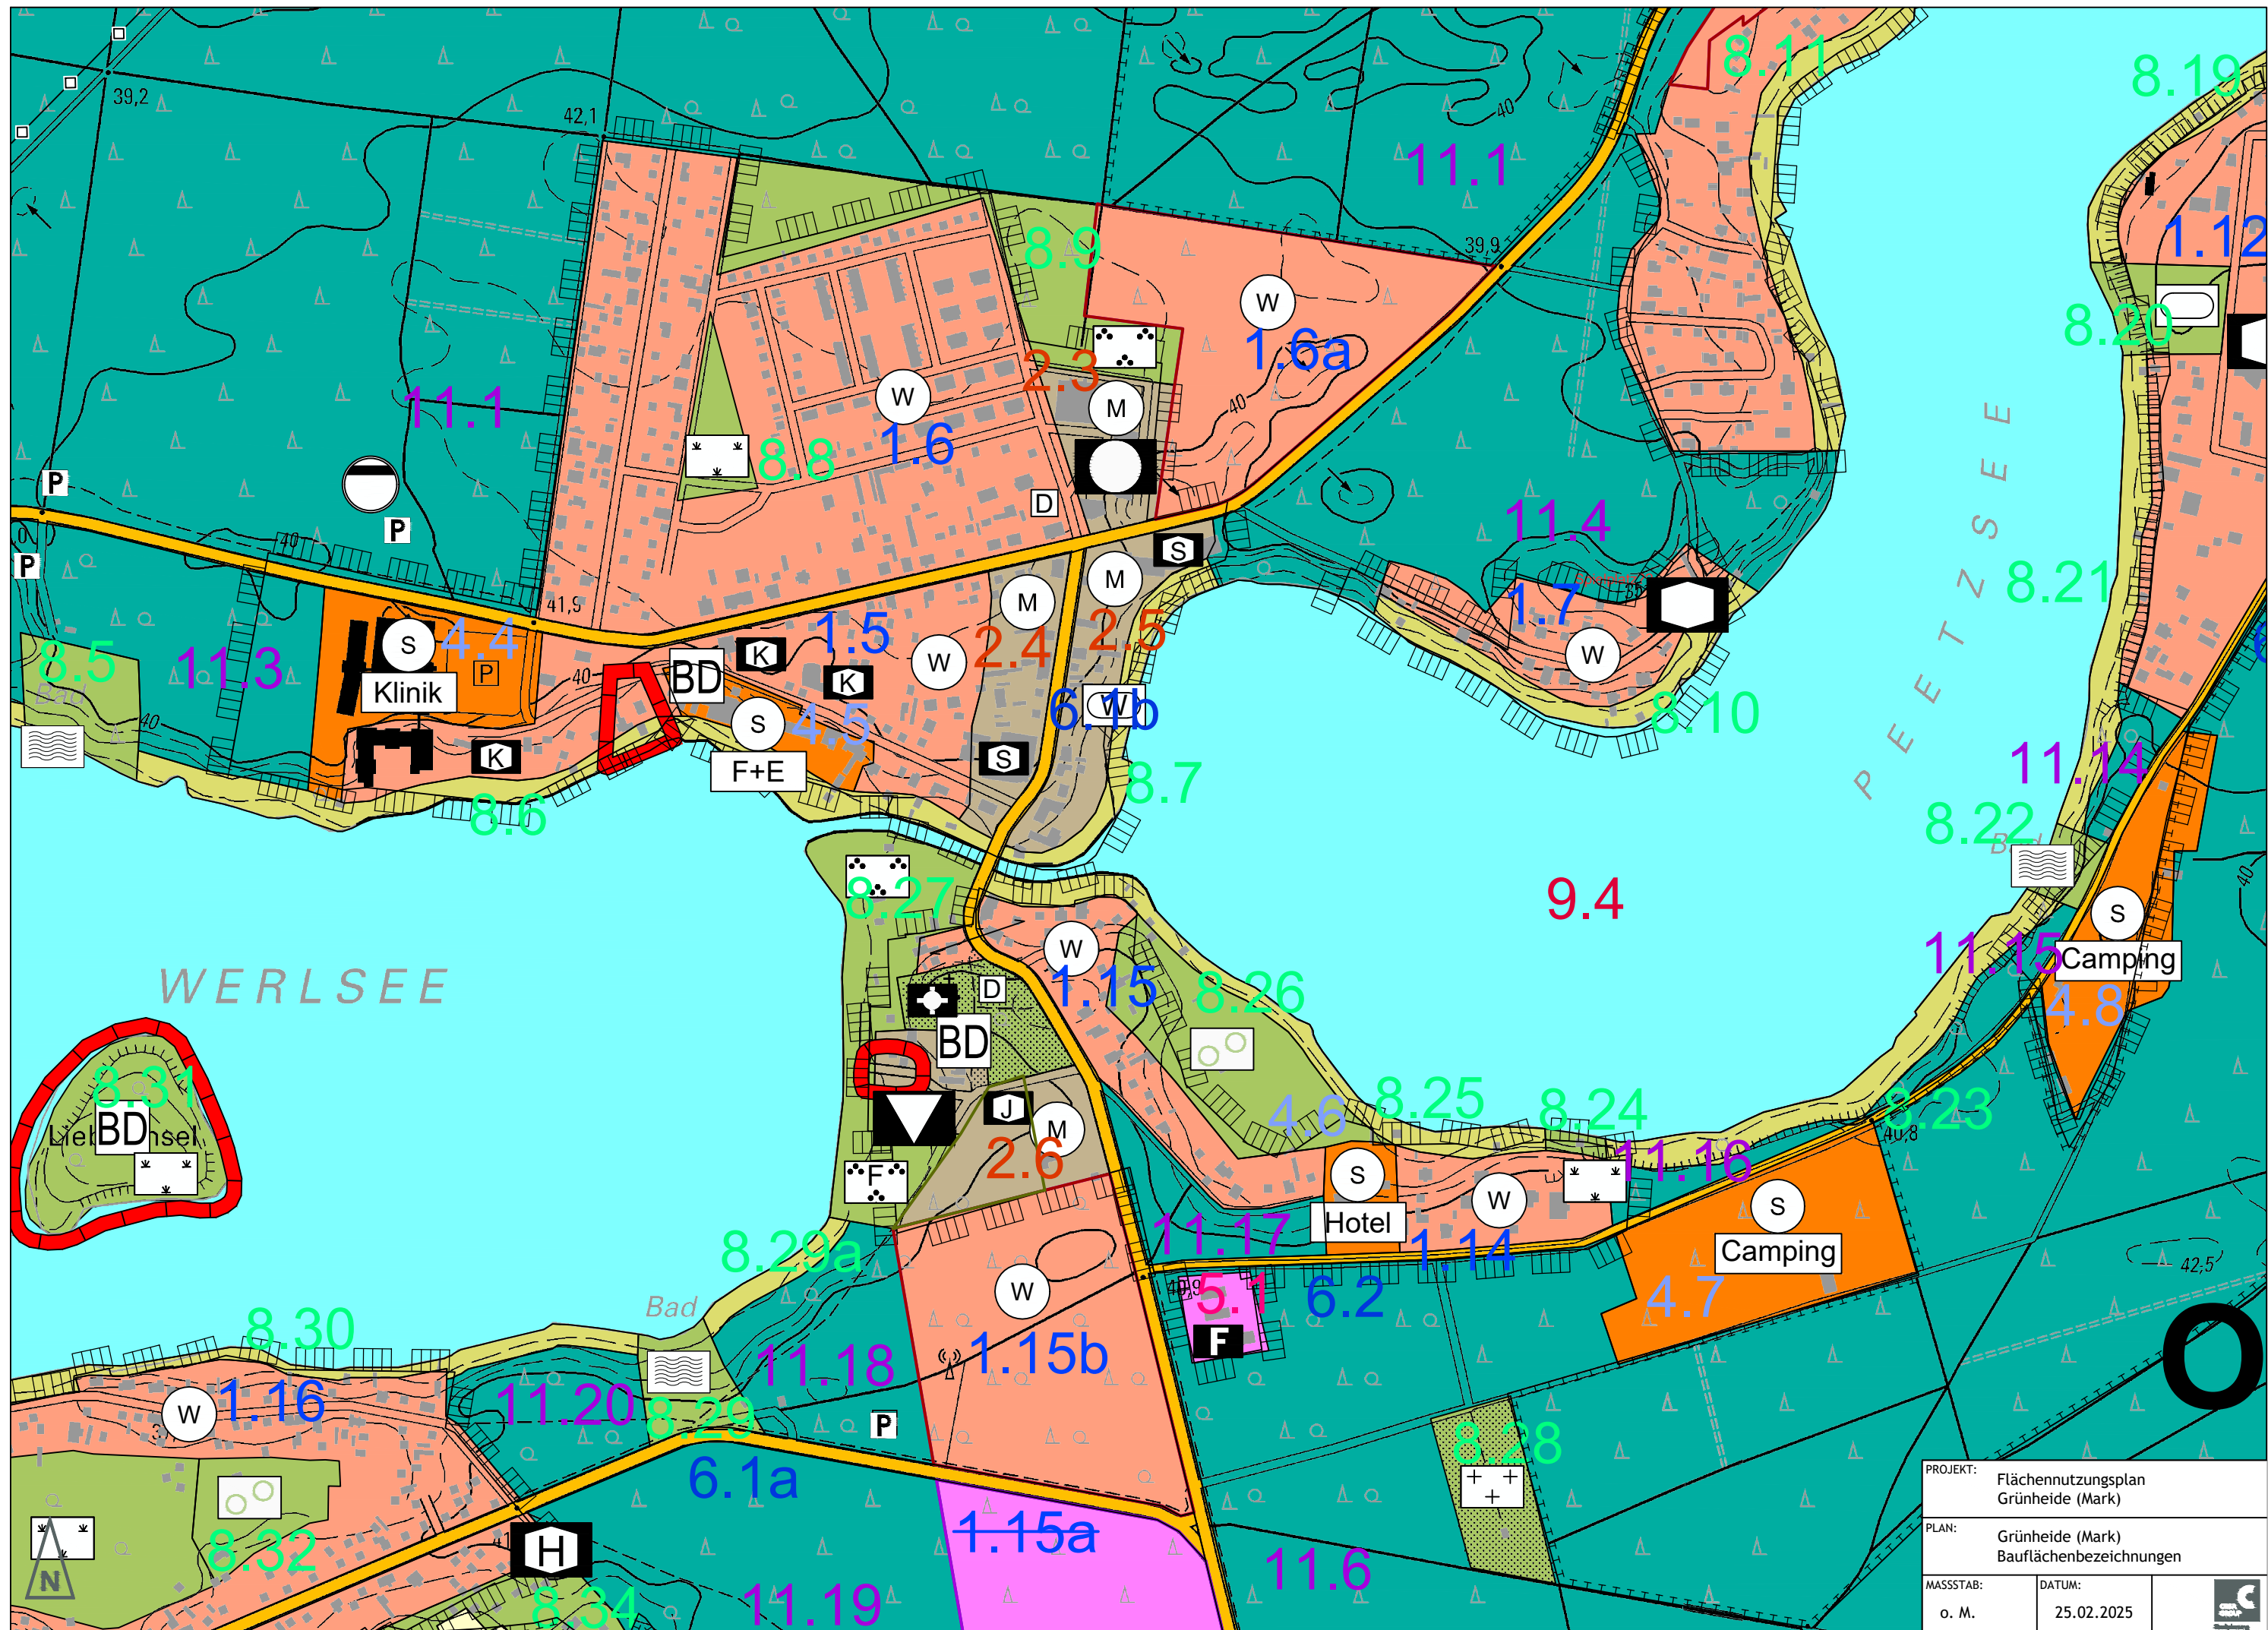 8.11
8.19
39,2
42,1
40
11.1
1.12
8.9
39,9
W
1.6a
8.20
2.3
M
W
1.6
40
11.1
8.8
P
D
P
11.4
40
S
P
M
8.21
M
1.7
35
41,9
1.5
2.5
S
4.4
K
2.4
W
W
8.5
11.3
P
BD
Klinik
40
K
8.10
Bad
40
S
4.5
W
6.1b
PEETZSEE
K
F+E
S
8.7
11.14
8.6
8.22
Bad
8.27
9.4
40
S
W
11.15
Camping
WERLSEE
D
1.15
8.26
4.8
BD
8.31
BD
J
M
4.6
8.25
8.24
8.23
40,8
2.6
11.16
F
S
W
S
Hotel
11.17
8.29a
1.14
Camping
42,5
W
5.1
6.2
4.7
Bad
8.30
F
O
1.15b
11.18
W
1.16
11.20
8.29
P
8.28
6.1a
1.15a
H
8.32
11.6
N
8.34
11.19
PROJEKT:
Flächennutzungsplan
Grünheide (Mark)
PLAN:
Grünheide (Mark)
Bauflächenbezeichnungen
MASSSTAB:
o. M.
DATUM:
25.02.2025